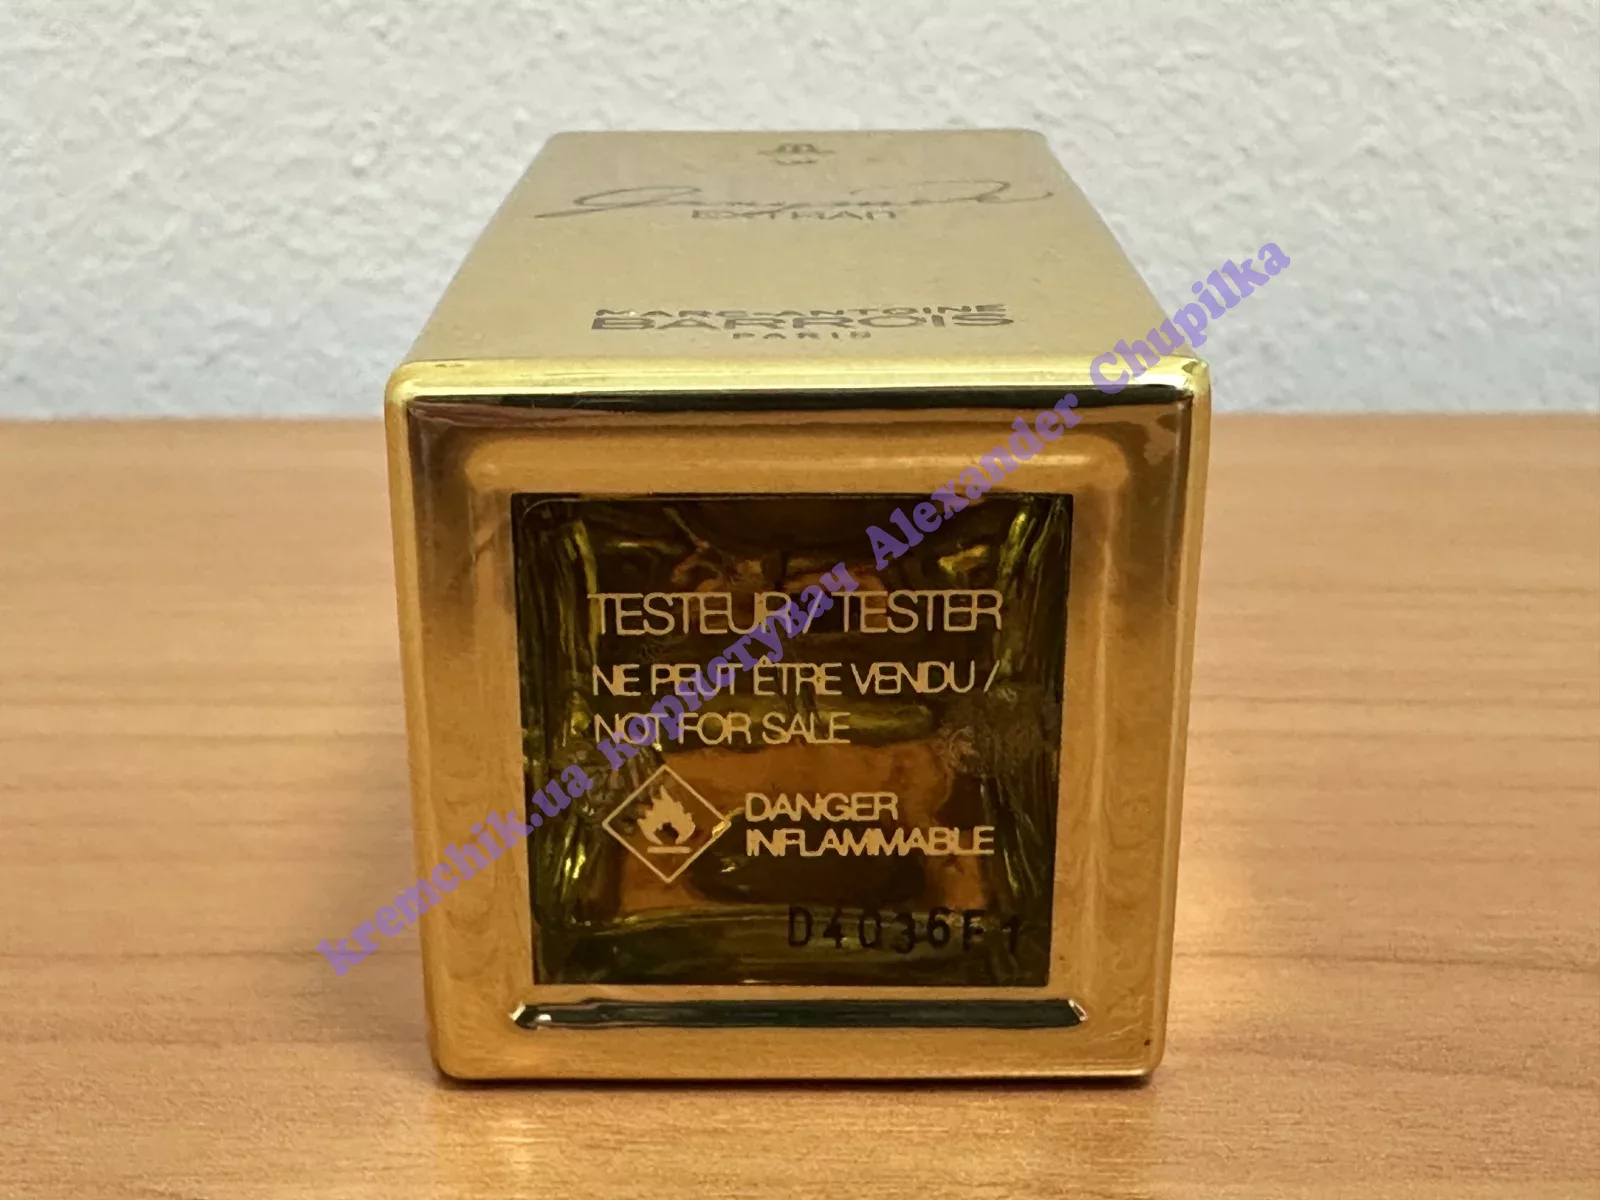 Ganymede
EXTRAIT
MARC-ANTOINE
BARROIS
PARIS
TESTEUR / TESTER
NE PEUT ÊTRE VENDU /
NOT FOR SALE
DANGER
INFLAMMABLE
D4036F1
kremchik.ua користувач Alexander Chupilka